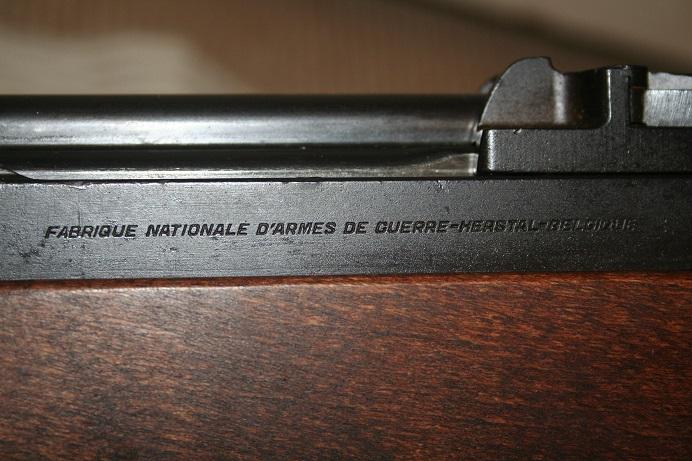 FABRIQUE NATIONALE D'ARMES DE GUERRE-HERSTAL-BELGIQUE